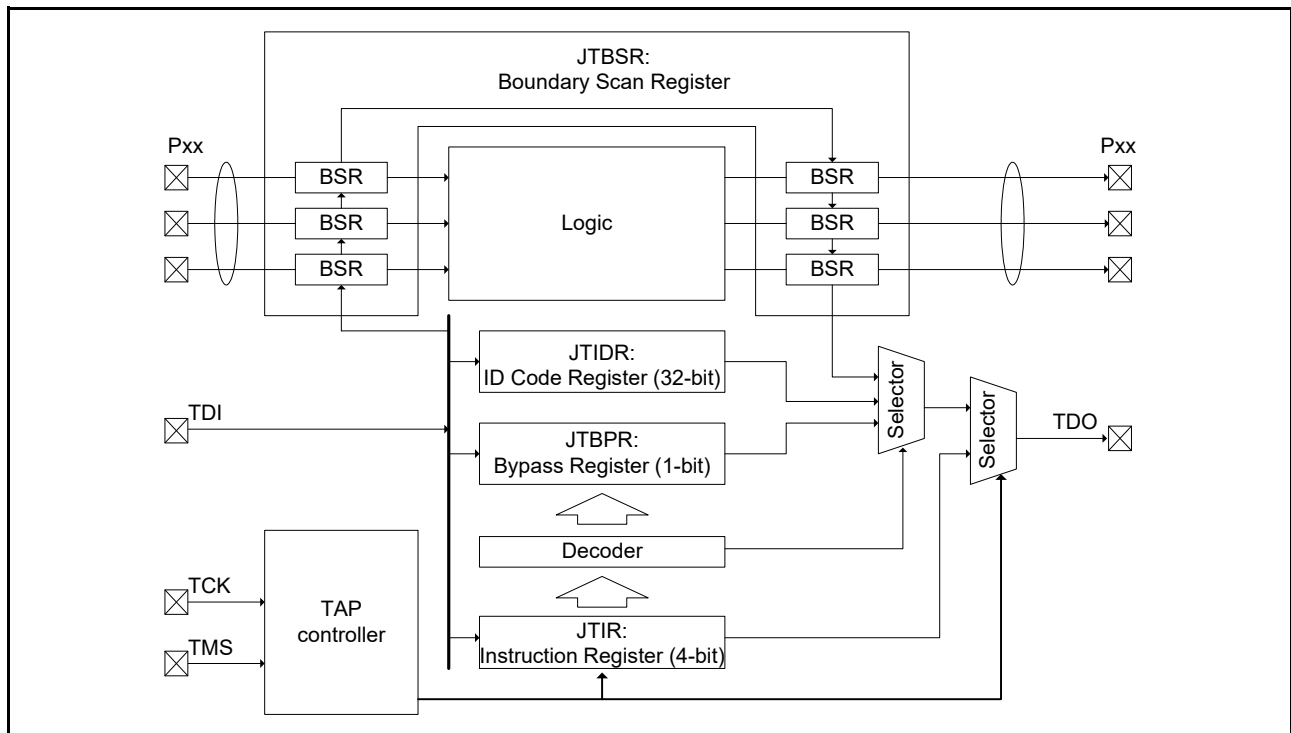 JTBSR:
Boundary Scan Register
Pxx
Pxx
BSR
BSR
BSR
BSR
BSR
BSR
Logic
JTIDR:
ID Code Register (32-bit)
TDI
JTBPR:
Bypass Register (1-bit)
Selector
Selector
TDO
Decoder
TCK
TMS
TAP
controller
JTIR:
Instruction Register (4-bit)